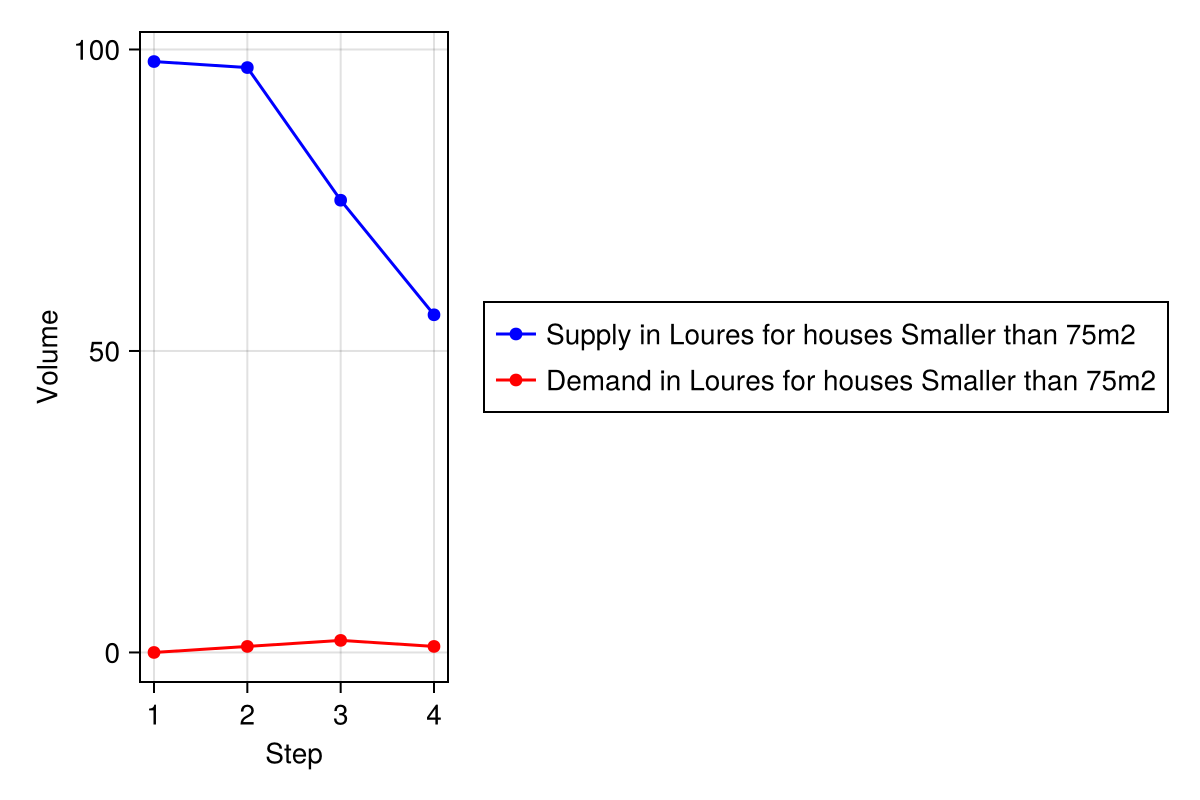 100
50
0
Volume
1 2 3 4
Step
Supply in Loures for houses Smaller than 75m2
Demand in Loures for houses Smaller than 75m2